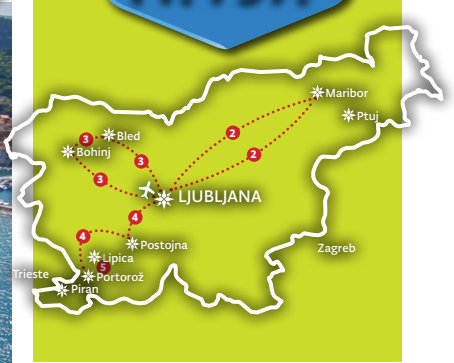 Maribor
Ptuj
2
3
Bled
Bohinj
2
3
3
LJUBLJANA
4
4
Postojna
Zagreb
Lipica
5
Trieste
Portorož
Piran